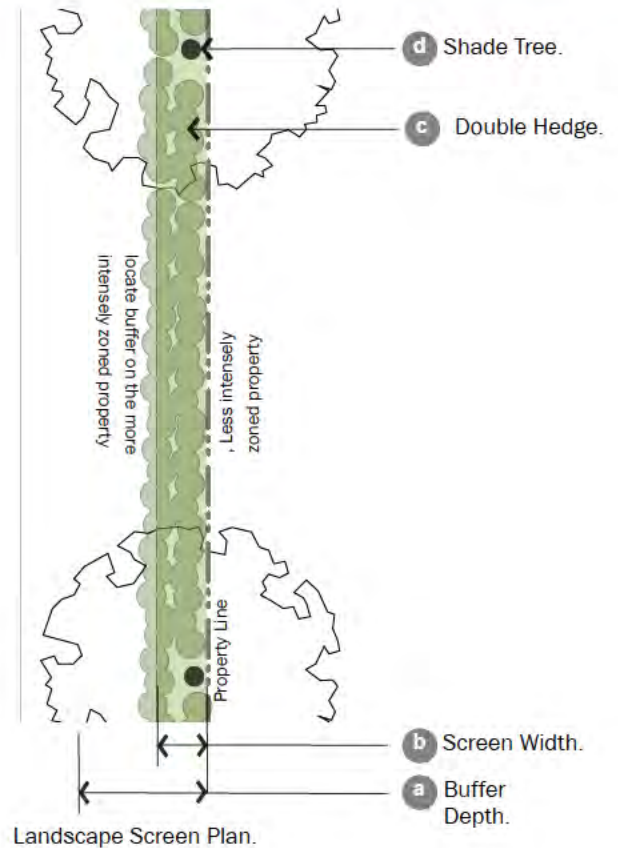 d Shade Tree.
c Double Hedge.
locate buffer on the more
intensely zoned property
, Less intensely
zoned property
Property Line
b Screen Width.
a Buffer
Depth.
Landscape Screen Plan.